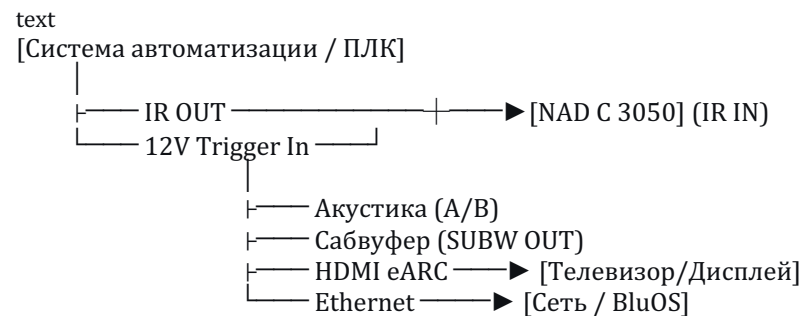 text
[Система автоматизации / ПЛК]
IR OUT [NAD C 3050] (IR IN)
12V Trigger In
Акустика (A/B)
Сабвуфер (SUBW OUT)
HDMI eARC [Телевизор/Дисплей]
Ethernet [Сеть / BluOS]